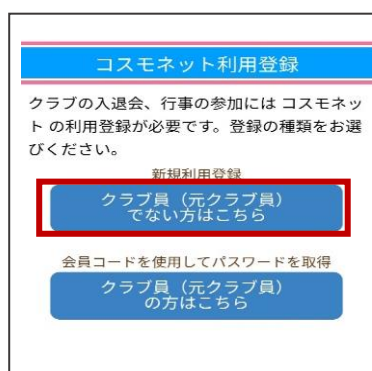 コスモネット利用登録
クラブの入退会、行事の参加には コスモネッ
ト の利用登録が必要です。登録の種類をお選
びください。
新規利用登録
クラブ員（元クラブ員）
でない方はこちら
会員コードを使用してパスワードを取得
クラブ員（元クラブ員）
の方はこちら